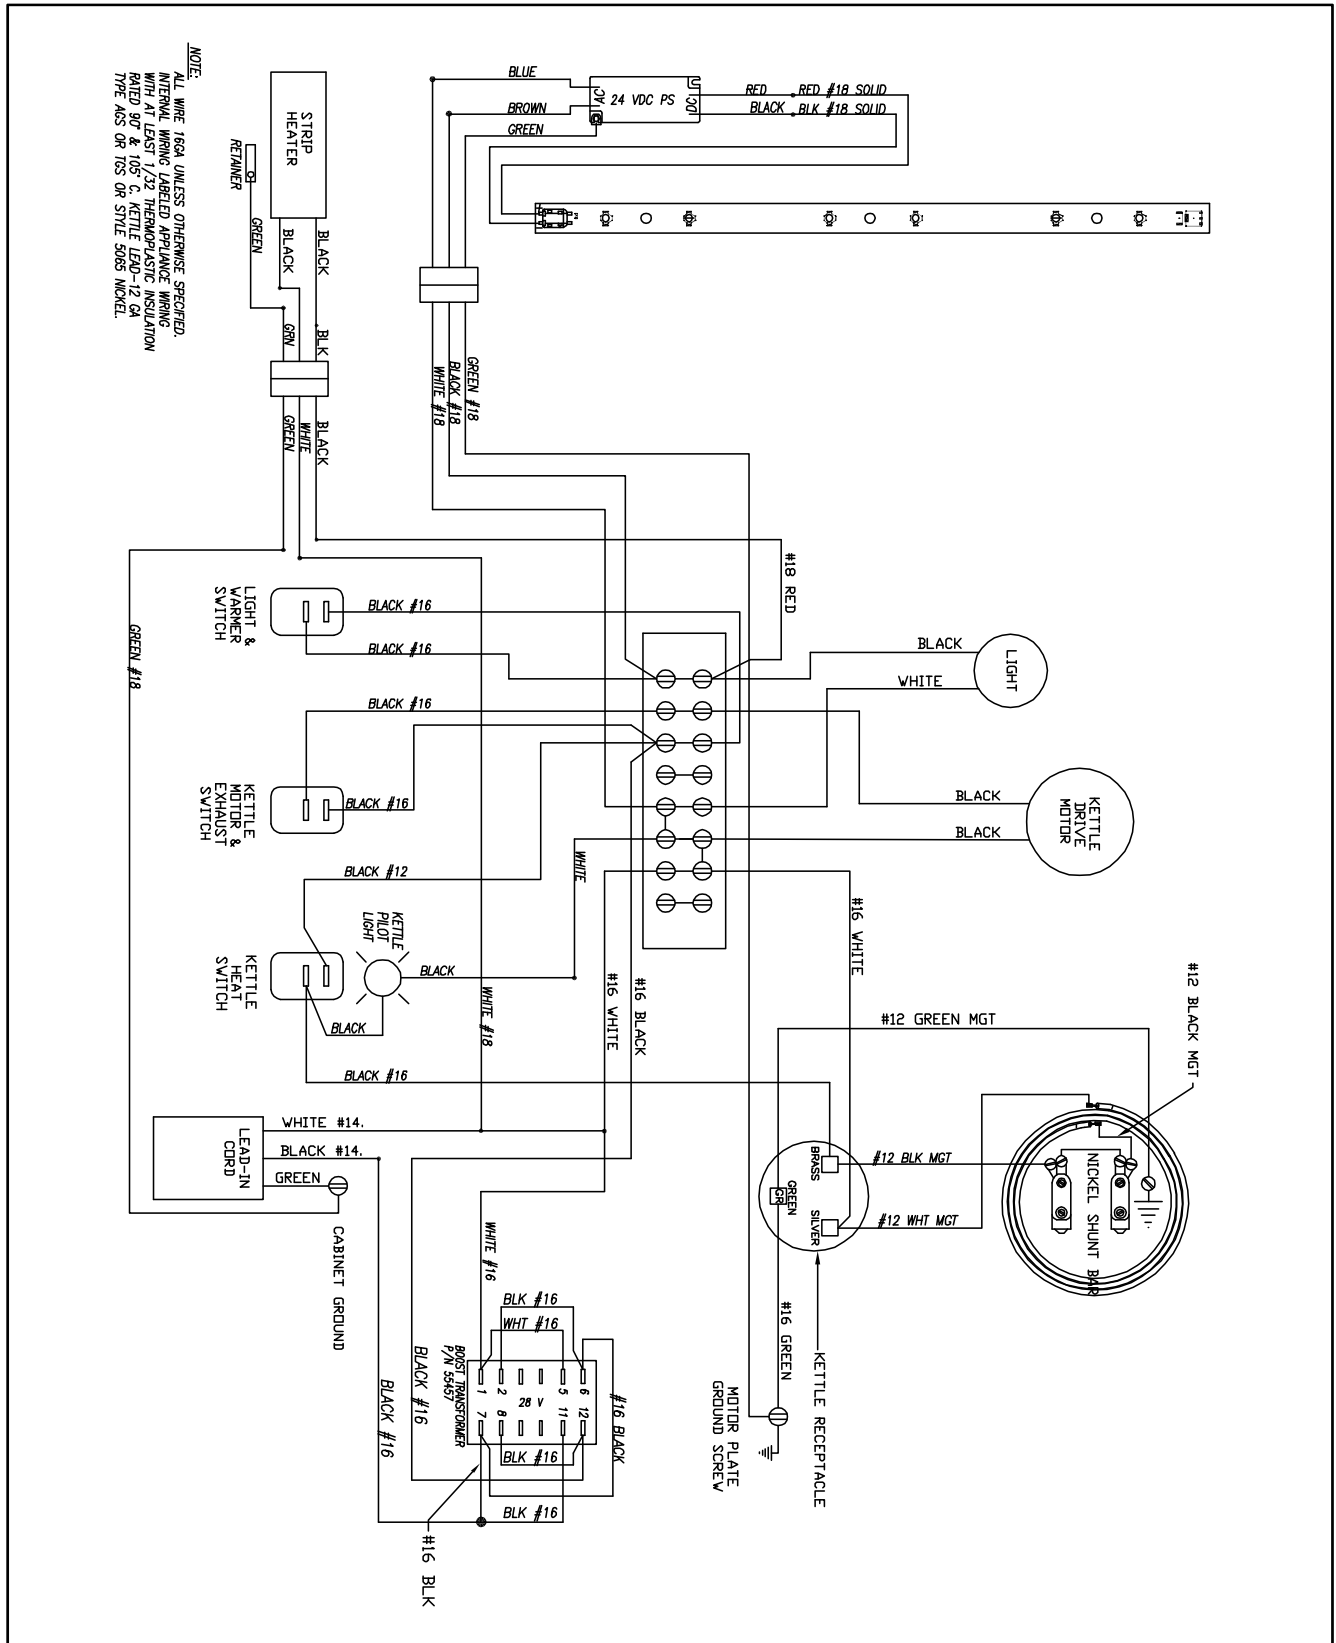 BLUE
BROWN
GREEN
AC
24 VDC PS
DC
RED
RED #18 SOLID
BLACK
BLK #18 SOLID
NOTE:
ALL WIRE 16GA UNLESS OTHERWISE SPECIFIED.
INTERNAL WIRING LABELED APPLIANCE WIRING
WITH AT LEAST 1/32 THERMOPLASTIC INSULATION
RATED 90° & 105° C. KETTLE LEAD-12 GA
TYPE AGS OR TGS OR STYLE 5065 NICKEL.
STRIP
HEATER
RETAINER
GREEN
BLACK
BLACK
GRN
BLK
GREEN
WHITE
BLACK
WHITE #18
BLACK #18
GREEN #18
#18 RED
GREEN #18
LIGHT &
WARMER
SWITCH
BLACK #16
BLACK #16
BLACK
WHITE
LIGHT
BLACK #16
KETTLE
MOTOR &
EXHAUST
SWITCH
BLACK #16
BLACK
BLACK
KETTLE
DRIVE
MOTOR
BLACK #12
WHITE
KETTLE
PILOT
LIGHT
KETTLE
HEAT
SWITCH
BLACK
BLACK
WHITE #18
#16 WHITE
#16 BLACK
#16 WHITE
BLACK #16
#12 GREEN MGT
#12 BLACK MGT
LEAD-IN
CORD
WHITE #14.
BLACK #14.
GREEN
CABINET GROUND
BRASS
GREEN
GR
SILVER
#12 BLK MGT
#12 WHT MGT
NICKEL SHUNT BAR
WHITE #16
BLK #16
WHT #16
BOOST TRANSFORMER
P/N 55457
1
2
5
6
28 V
7
8
11
12
BLK #16
BLK #16
#16 BLACK
BLACK #16
BLACK #16
#16 BLK
#16 GREEN
MOTOR PLATE
GROUND SCREW
KETTLE RECEPTACLE